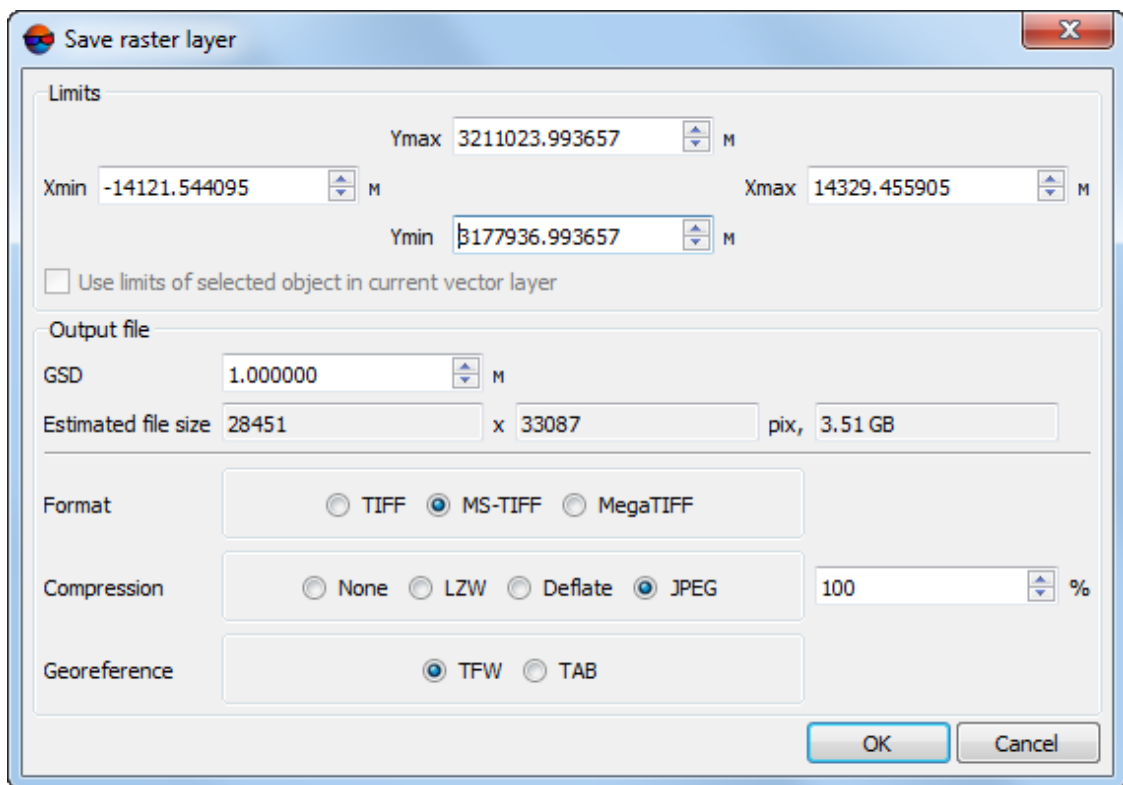 Save raster layer
Limits
Ymax 3211023.993657 м
Xmin -14121.544095 м Xmax 14329.455905 м
Ymin 3177936.993657 м
Use limits of selected object in current vector layer
Output file
GSD 1.000000 м
Estimated file size 28451 x 33087 pix, 3.51 GB
Format TIFF MS-TIFF MegaTIFF
Compression None LZW Deflate JPEG 100 %
Georeference TFW TAB
OK Cancel